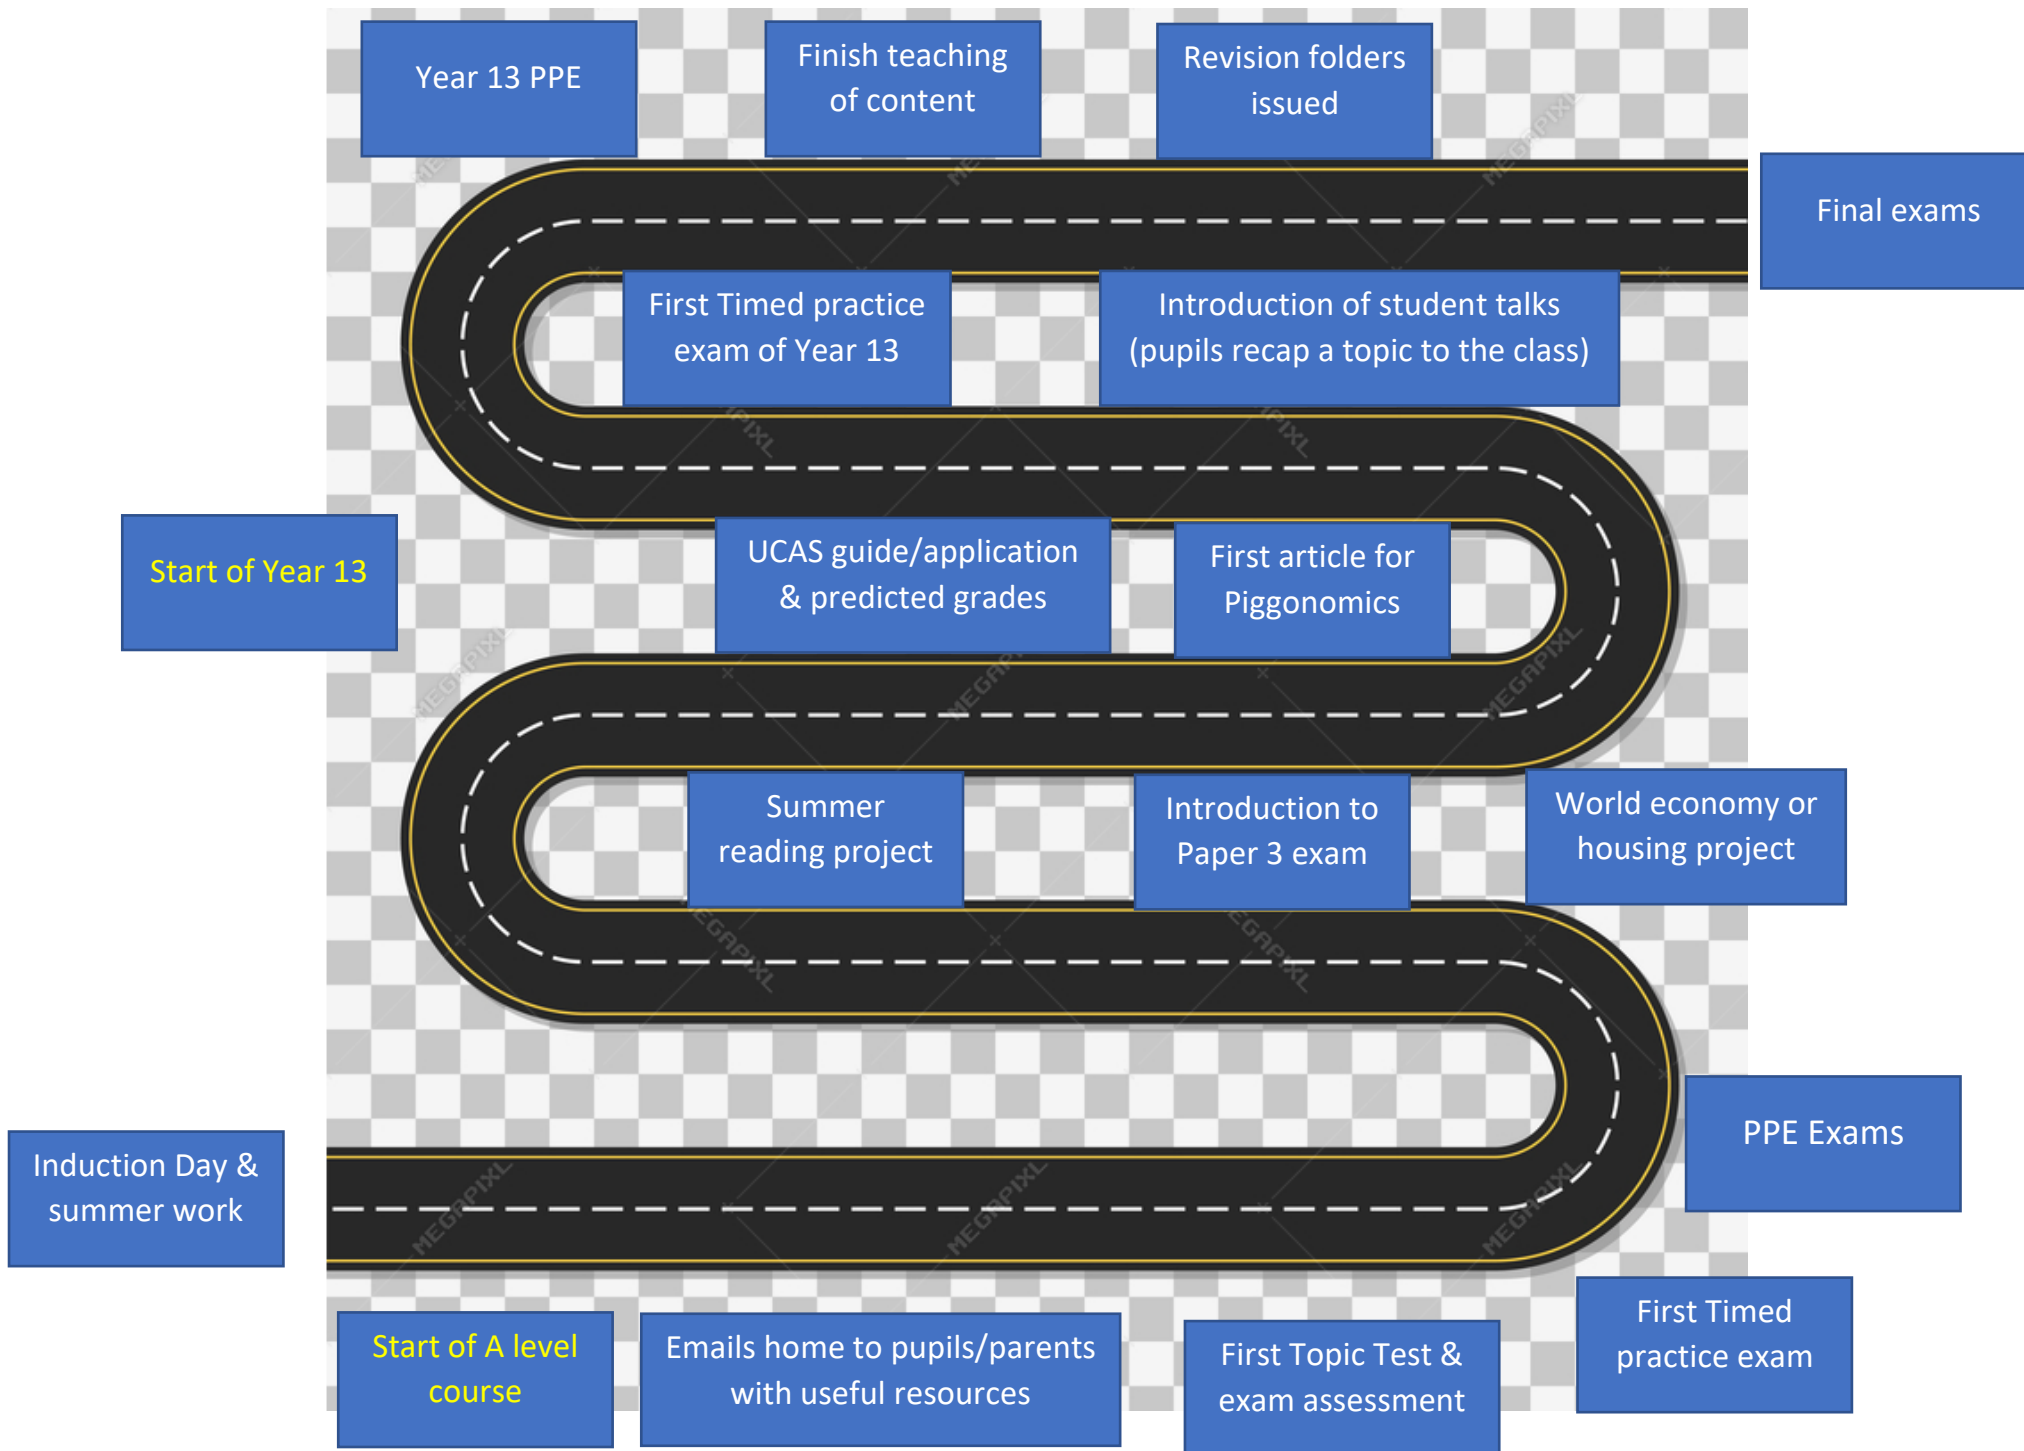 Year 13 PPE
Finish teaching
of content
Revision folders
issued
Final exams
First Timed practice
exam of Year 13
Introduction of student talks
(pupils recap a topic to the class)
Start of Year 13
UCAS guide/application
& predicted grades
First article for
Piggonomics
Summer
reading project
Introduction to
Paper 3 exam
World economy or
housing project
PPE Exams
Induction Day &
summer work
Start of A level
course
Emails home to pupils/parents
with useful resources
First Topic Test &
exam assessment
First Timed
practice exam
MEGAPIXL